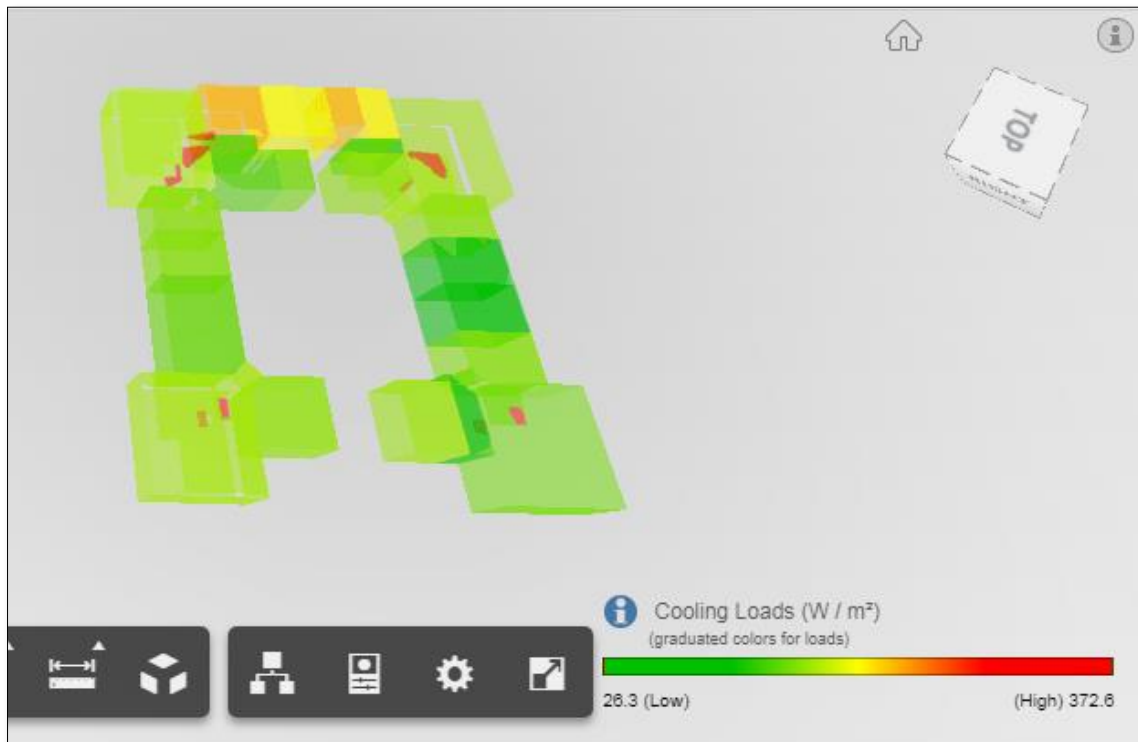 TOP
Cooling Loads (W / m²)
(graduated colors for loads)
26.3 (Low)
(High) 372.6